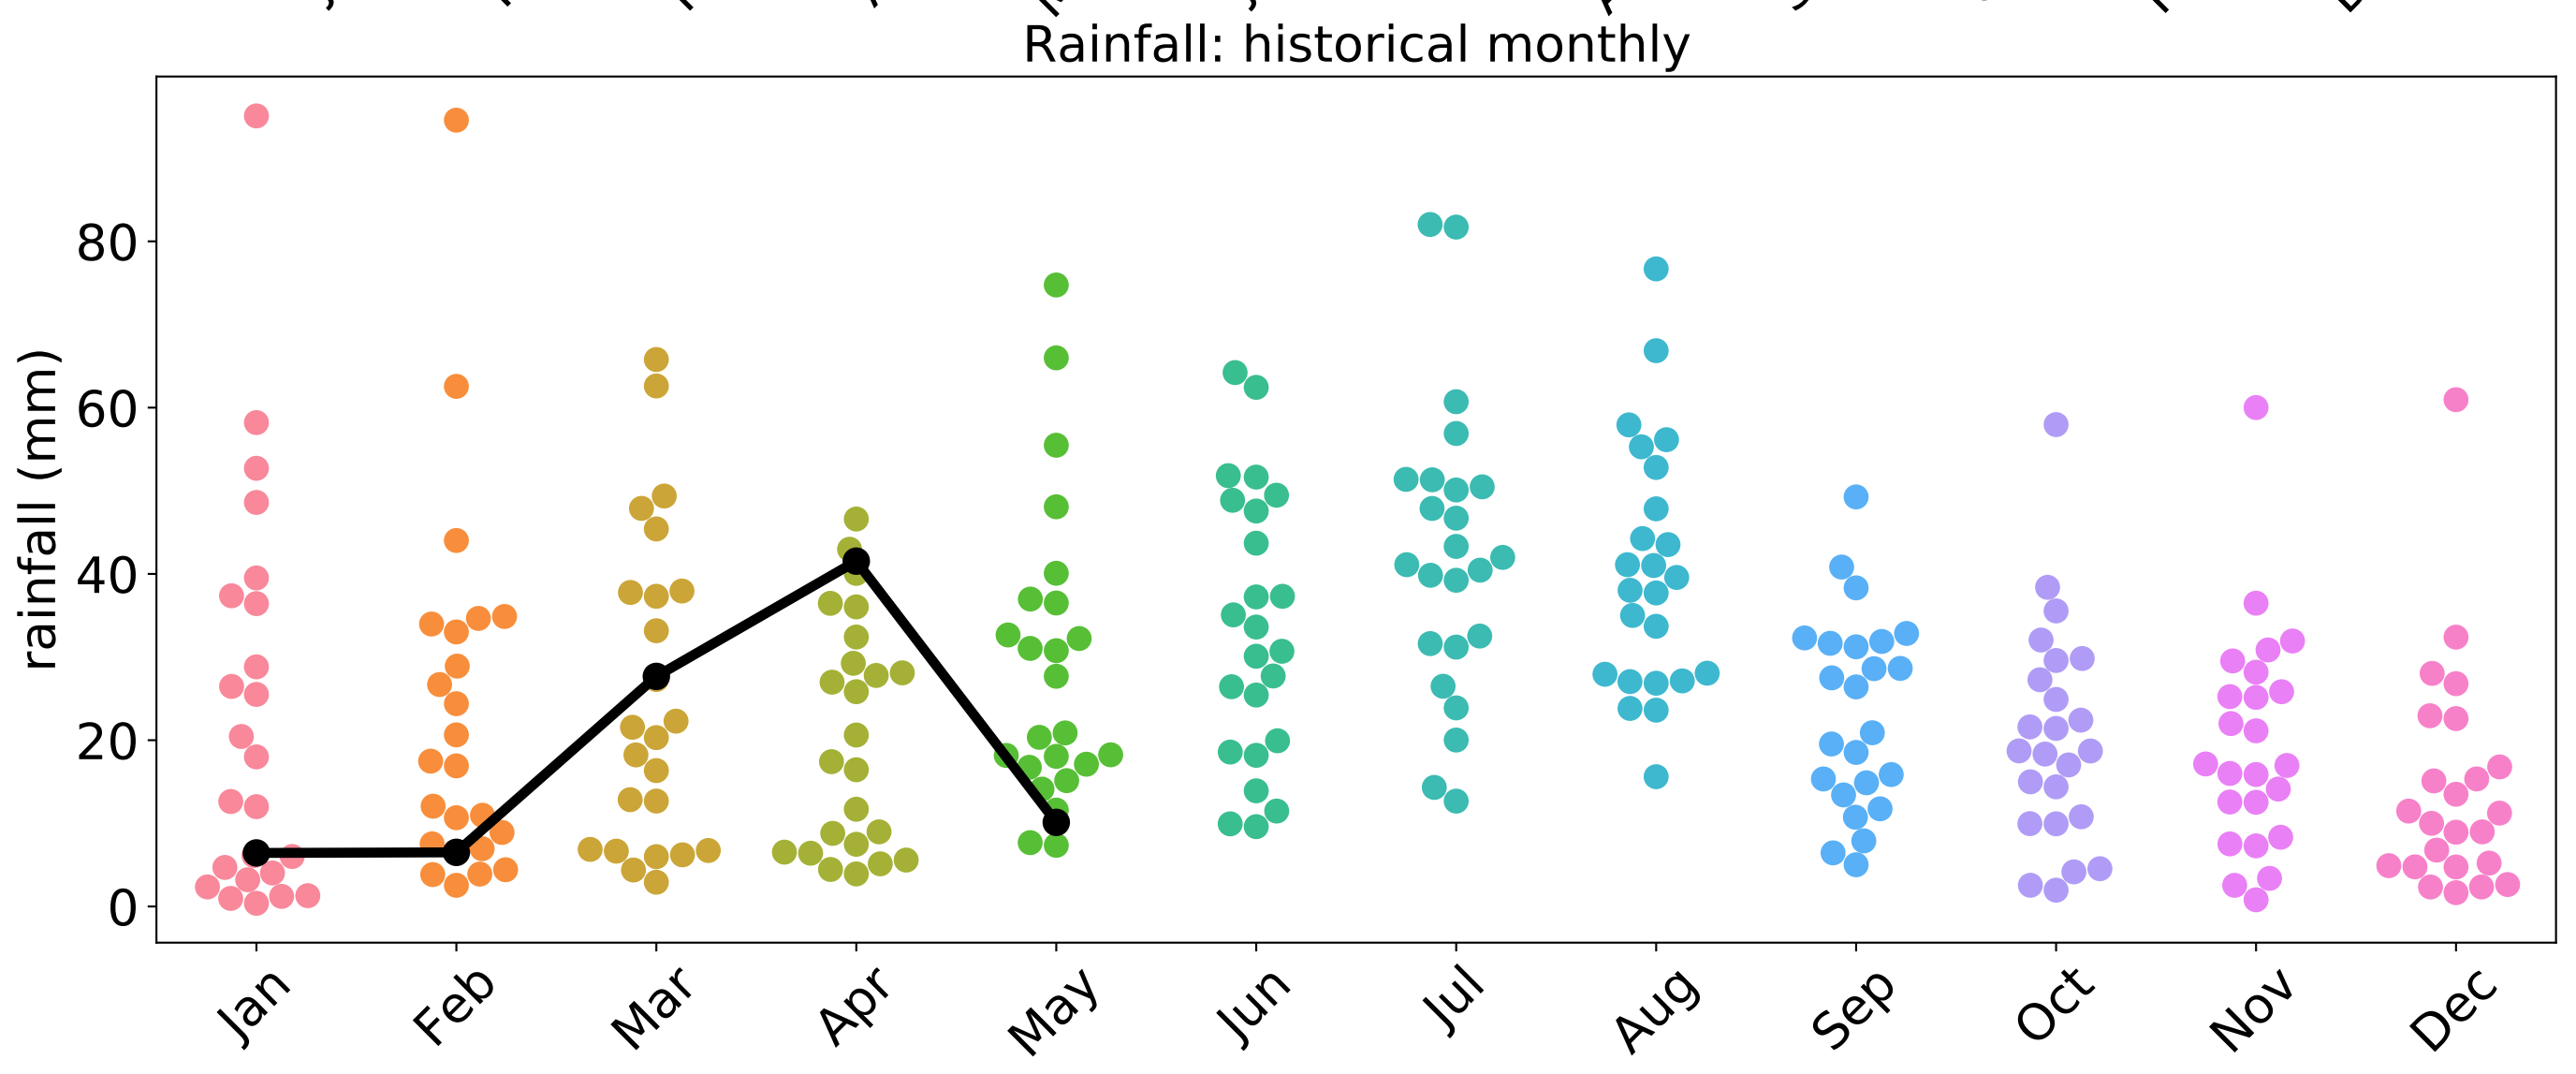 Rainfall: historical monthly
rainfall (mm)
80
60
40
20
0
Jan
Feb
Mar
Apr
May
Jun
Jul
Aug
Sep
Oct
Nov
Dec